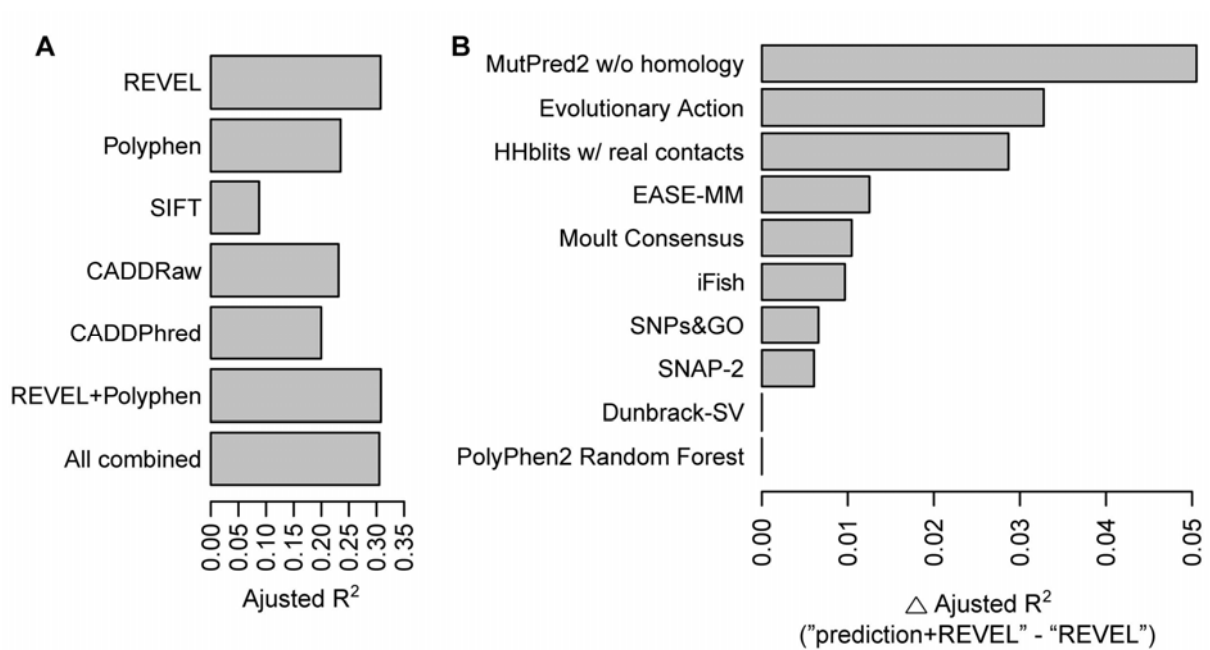 A
REVEL
Polyphen
SIFT
CADDRaw
CADDPhred
REVEL+Polyphen
All combined
0.00
0.05
0.10
0.15
0.20
0.25
0.30
0.35
Ajusted R²
B
MutPred2 w/o homology
Evolutionary Action
HHblits w/ real contacts
EASE-MM
Moult Consensus
iFish
SNPs&GO
SNAP-2
Dunbrack-SV
PolyPhen2 Random Forest
0.00
0.01
0.02
0.03
0.04
0.05
△ Ajusted R²
(”prediction+REVEL” - “REVEL”)